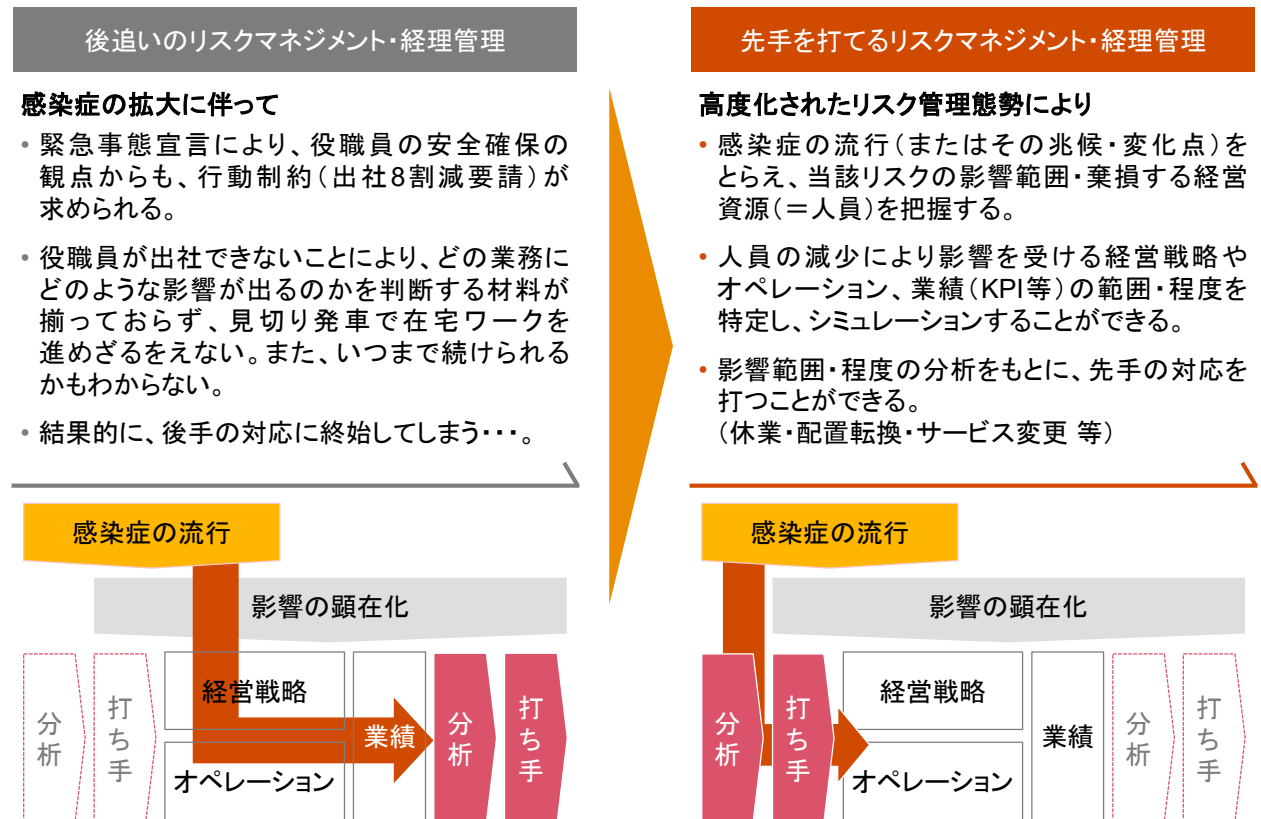 後追いのリスクマネジメント・経理管理
感染症の拡大に伴って
・緊急事態宣言により、役職員の安全確保の
観点からも、行動制約（出社8割減要請）が
求められる。
・役職員が出社できないことにより、どの業務に
どのような影響が出るのかを判断する材料が
揃っておらず、見切り発車で在宅ワークを
進めざるをえない。また、いつまで続けられる
かもわからない。
・結果的に、後手の対応に終始してしまう・・・。
感染症の流行
影響の顕在化
分析
打ち手
経営戦略
オペレーション
業績
分析
打ち手
先手を打てるリスクマネジメント・経理管理
高度化されたリスク管理態勢により
・感染症の流行（またはその兆候・変化点）を
とらえ、当該リスクの影響範囲・棄損する経営
資源（＝人員）を把握する。
・人員の減少により影響を受ける経営戦略や
オペレーション、業績（KPI等）の範囲・程度を
特定し、シミュレーションすることができる。
・影響範囲・程度の分析をもとに、先手の対応を
打つことができる。
（休業・配置転換・サービス変更 等）
感染症の流行
影響の顕在化
分析
打ち手
経営戦略
オペレーション
業績
分析
打ち手